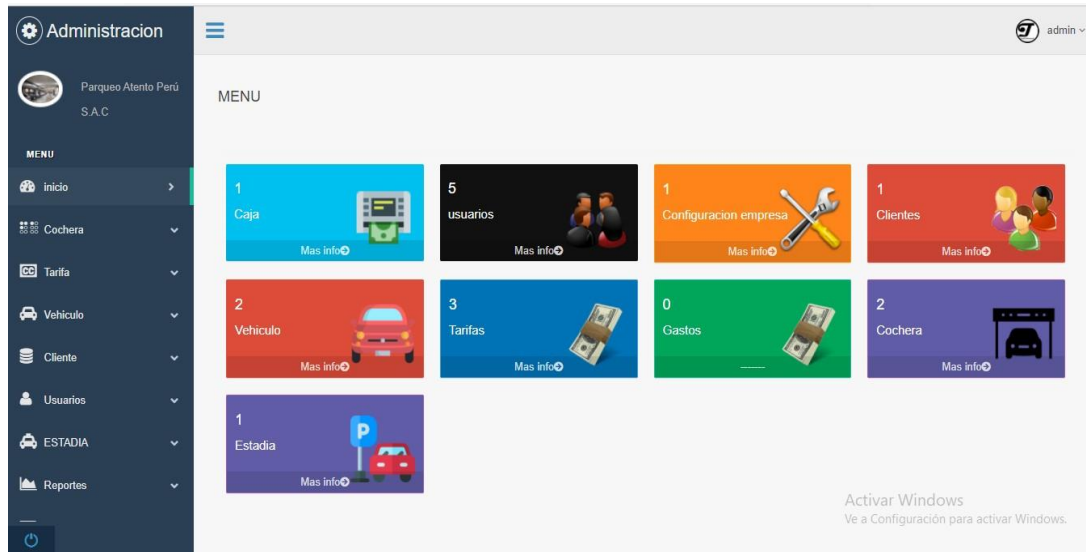 Administracion
admin
Parqueo Atento Perú
S.A.C
MENU
MENU
inicio
Cochera
CC Tarifa
Vehiculo
Cliente
Usuarios
ESTADIA
Reportes
1
Caja
Mas info
5
usuarios
Mas info
1
Configuracion empresa
Mas info
1
Clientes
Mas info
2
Vehiculo
Mas info
3
Tarifas
Mas info
0
Gastos
2
Cochera
Mas info
1
Estadia
P
Mas info
Activar Windows
Ve a Configuración para activar Windows.